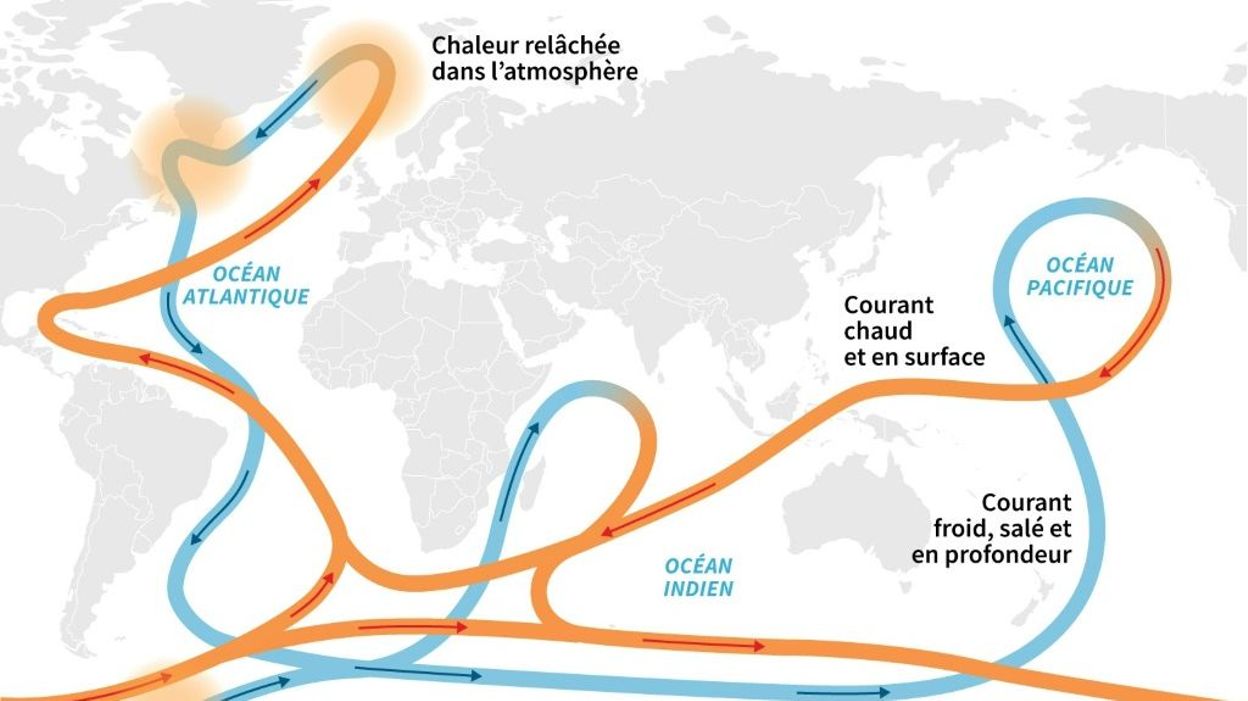 Chaleur relâchée
dans l’atmosphère
OCÉAN
ATLANTIQUE
OCÉAN
PACIFIQUE
Courant
chaud
et en surface
Courant
froid, salé et
en profondeur
OCÉAN
INDIEN